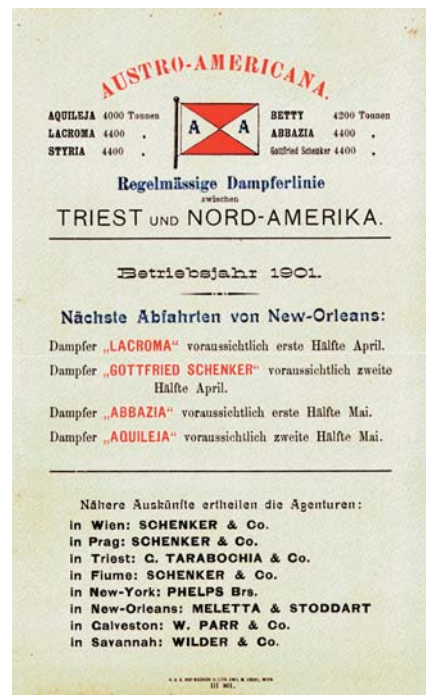 AUSTRO-AMERICANA.
AQUILEJA 4000 Tonnen
LACROMA 4400 „
STYRIA 4400 „
A A
BETTY 4200 Tonnen
ABBAZIA 4400 „
Gottfried Schenker 4400 „
Regelmässige Dampferlinie
zwischen
TRIEST UND NORD-AMERIKA.
Betriebsjahr 1901.
Nächste Abfahrten von New-Orleans:
Dampfer „LACROMA“ voraussichtlich erste Hälfte April.
Dampfer „GOTTFRIED SCHENKER“ voraussichtlich zweite
Hälfte April.
Dampfer „ABBAZIA“ voraussichtlich erste Hälfte Mai.
Dampfer „AQUILEJA“ voraussichtlich zweite Hälfte Mai.
Nähere Auskünfte ertheilen die Agenturen:
in Wien: SCHENKER & Co.
in Prag: SCHENKER & Co.
in Triest: C. TARABOCHIA & Co.
in Fiume: SCHENKER & Co.
in New-York: PHELPS Brs.
in New-Orleans: MELETTA & STODDART
in Galveston: W. PARR & Co.
in Savannah: WILDER & Co.
III 901.